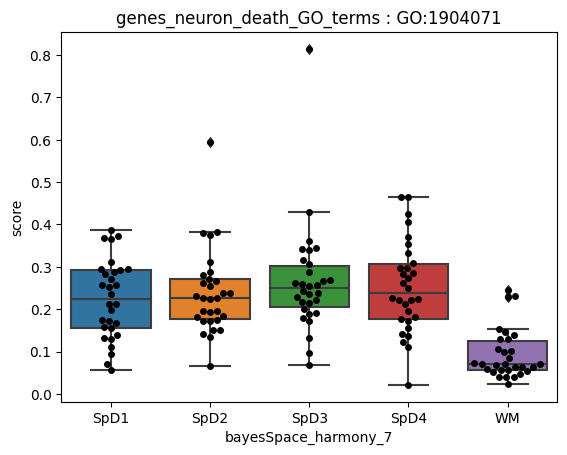 genes_neuron_death_GO_terms : GO:1904071
0.8
0.7
0.6
0.5
0.4
0.3
0.2
0.1
0.0
score
SpD1 SpD2 SpD3 SpD4 WM
bayesSpace_harmony_7